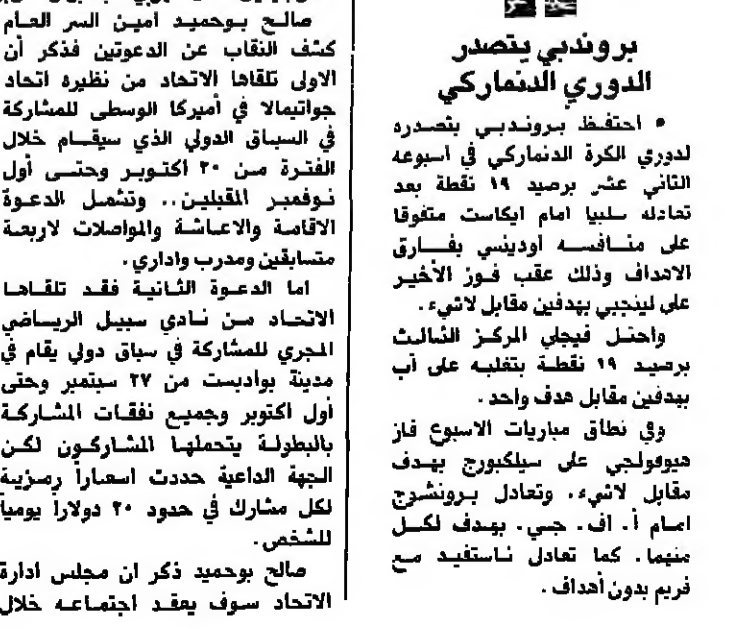 بروندبي يتصدر
الدوري الدنماركي
• احتفظ بروندبي بتصدره
لدوري الكرة الدنماركي في اسبوعه
الثاني عشر برصيد ١٩ نقطة بعد
تعادله سلبيا امام ايكاست متفوقا
على منافسه أودينسي بفارق
الاهداف وذلك عقب فوز الأخير
على لينجبي بهدفين مقابل لاشيء.
واحتل فيجلي المركز الثالث
برصيد ١٩ نقطة بتغلبه على آب
بهدفين مقابل هدف واحد.
وفي نطاق مباريات الاسبوع فاز
هيوفولجي على سيلكبورج بهدف
مقابل لاشيء، وتعادل برونشوج
امام أ. اف. جي. بهدف لكل
منهما. كما تعادل ناستفيد مع
فريم بدون أهداف.
صالح بوحميد أمين السر العام
كشف النقاب عن الدعوتين فذكر أن
الاولى تلقاها الاتحاد من نظيره اتحاد
جواتيمالا في أميركا الوسطى للمشاركة
في السباق الدولي الذي سيقام خلال
الفترة من ٢٠ اكتوبر وحتى أول
نوفمبر المقبلين.. وتشمل الدعوة
الاقامة والاعاشة والمواصلات لاربعة
متسابقين ومدرب واداري.
اما الدعوة الثانية فقد تلقاها
الاتحاد من نادي سبيل الرياضي
المجري للمشاركة في سباق دولي يقام في
مدينة بوادبست من ٢٧ سبتمبر وحتى
أول اكتوبر وجميع نفقات المشاركة
بالبطولة يتحملها المشاركون لكن
الجهة الداعية حددت اسعاراً رمزية
لكل مشارك في حدود ٢٠ دولاراً يومياً
للشخص.
صالح بوحميد ذكر ان مجلس ادارة
الاتحاد سوف يعقد اجتماعه خلال